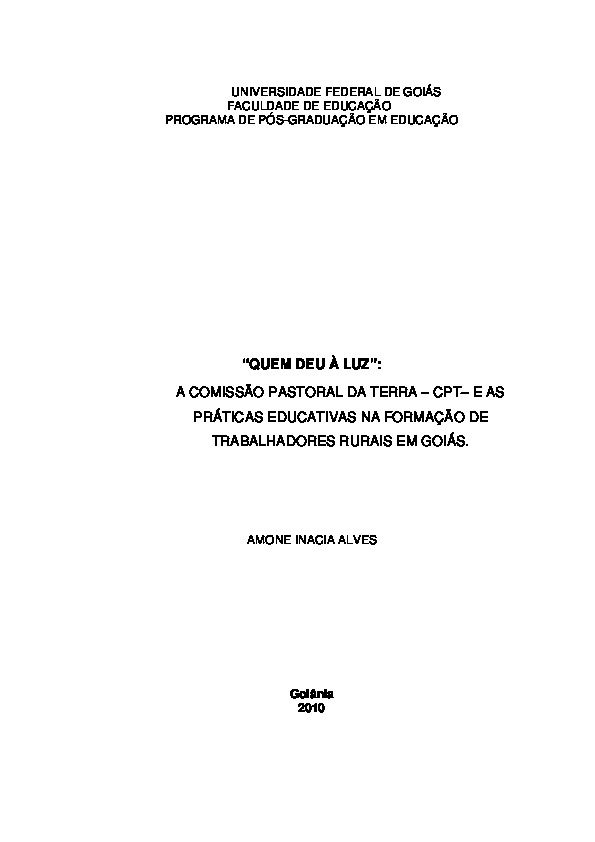 UNIVERSIDADE FEDERAL DE GOIÁS
FACULDADE DE EDUCAÇÃO
PROGRAMA DE PÓS-GRADUAÇÃO EM EDUCAÇÃO
“QUEM DEU À LUZ”:
A COMISSÃO PASTORAL DA TERRA – CPT– E AS
PRÁTICAS EDUCATIVAS NA FORMAÇÃO DE
TRABALHADORES RURAIS EM GOIÁS.
AMONE INACIA ALVES
Goiânia
2010